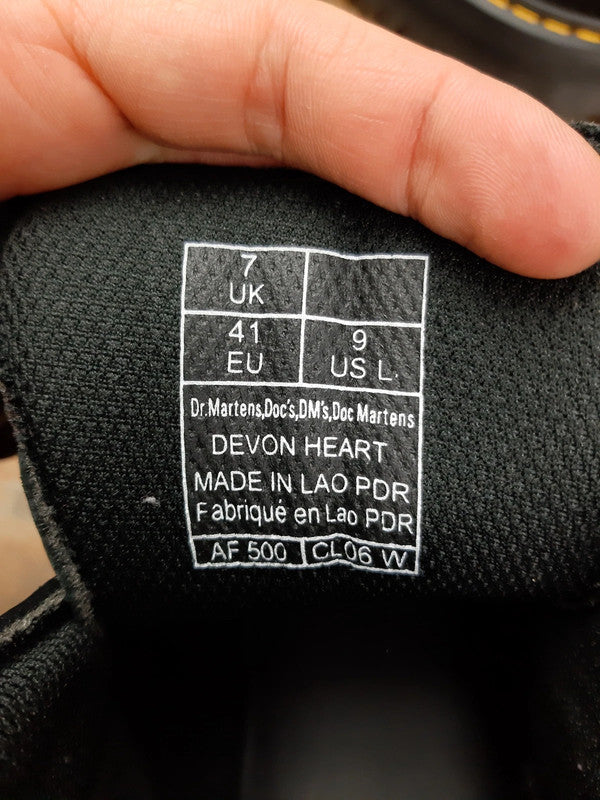 7
UK
41
EU
9
US L.
Dr.Martens,Doc's,DM's,Doc Martens
DEVON HEART
MADE IN LAO PDR
Fabriqué en Lao PDR
AF 500 CL06 W